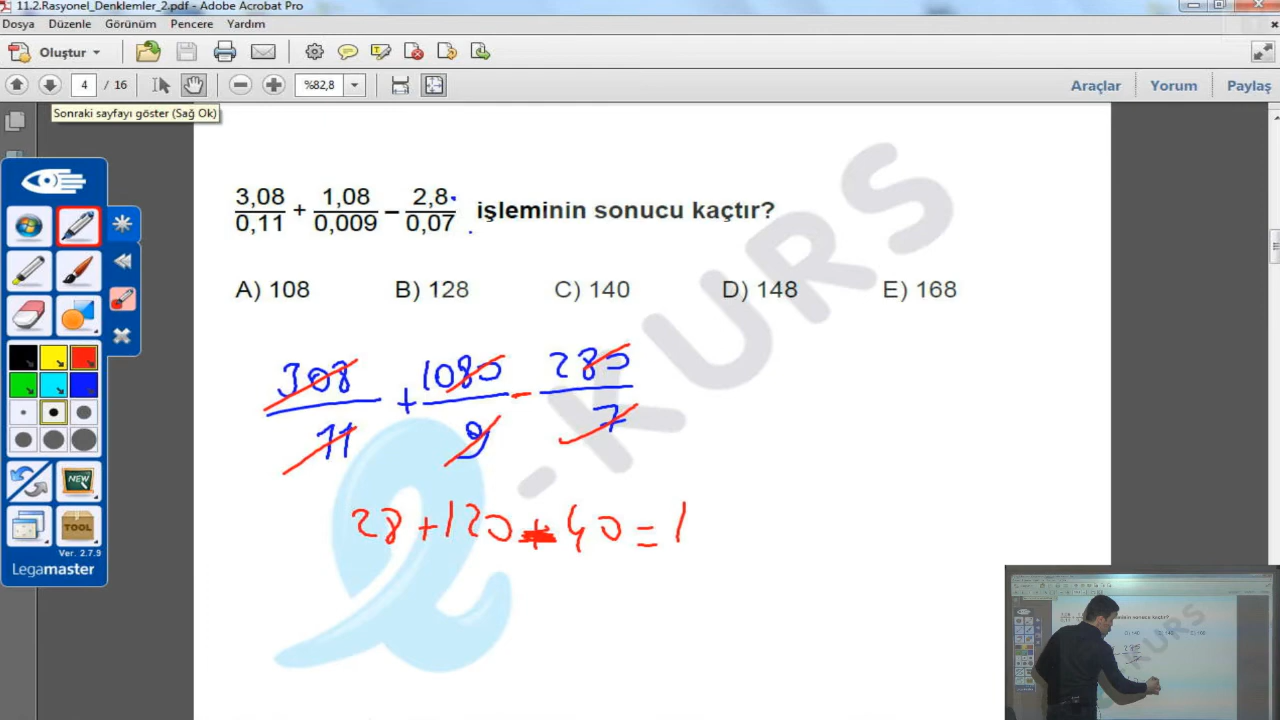 11.2.Rasyonel_Denklemler_2.pdf - Adobe Acrobat Pro
Dosya Düzenle Görünüm Pencere Yardım
Oluştur
4 / 16 %82,8 Araçlar Yorum Paylaş
Sonraki sayfayı göster (Sağ Ok)
3,08/0,11 + 1,08/0,009 – 2,8/0,07 işleminin sonucu kaçtır?
A) 108 B) 128 C) 140 D) 148 E) 168
308/11 + 1080/9 - 280/7
28 + 120 - 40 = 1
NEW
TOOL
Ver. 2.7.9
Legamaster
e-KURS